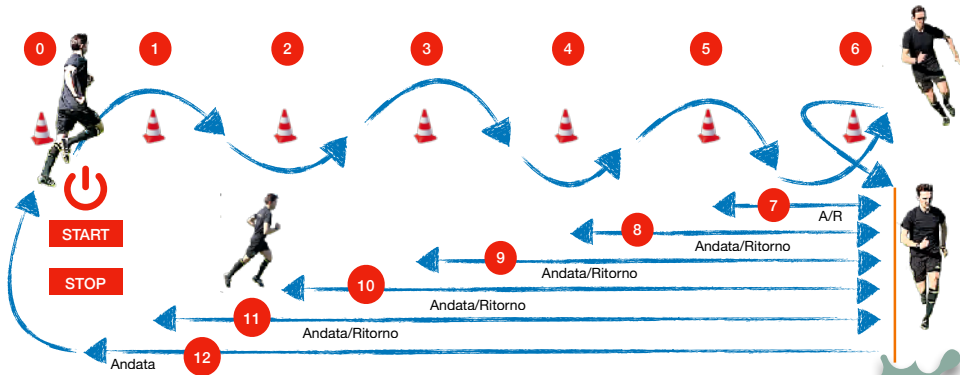 0 1 2 3 4 5 6
START
STOP
7
A/R
8
Andata/Ritorno
9
Andata/Ritorno
10
Andata/Ritorno
11
Andata/Ritorno
12
Andata